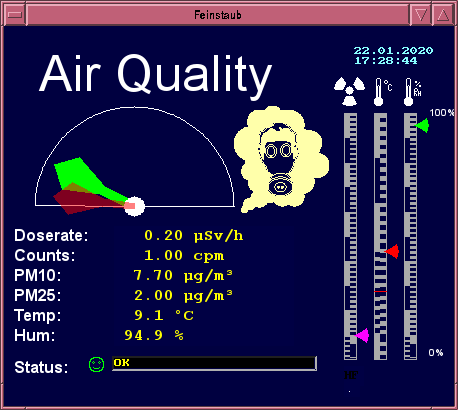 Feinstaub
22.01.2020
17:28:44
Air Quality
°C
% RH
100%
Doserate: 0.20 µSv/h
Counts: 1.00 cpm
PM10: 7.70 µg/m³
PM25: 2.00 µg/m³
Temp: 9.1 °C
Hum: 94.9 %
0%
Status: OK